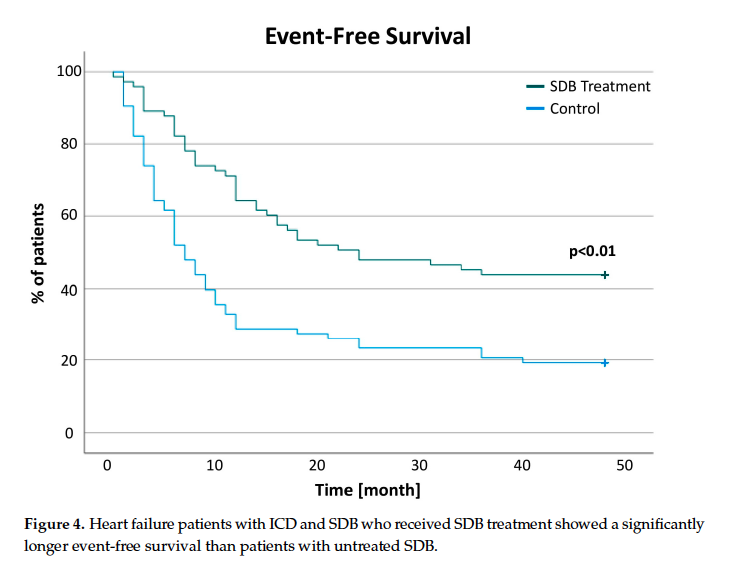 Event-Free Survival
SDB Treatment
Control
p<0.01
100
80
60
40
20
0
% of patients
0 10 20 30 40 50
Time [month]
Figure 4. Heart failure patients with ICD and SDB who received SDB treatment showed a significantly
longer event-free survival than patients with untreated SDB.